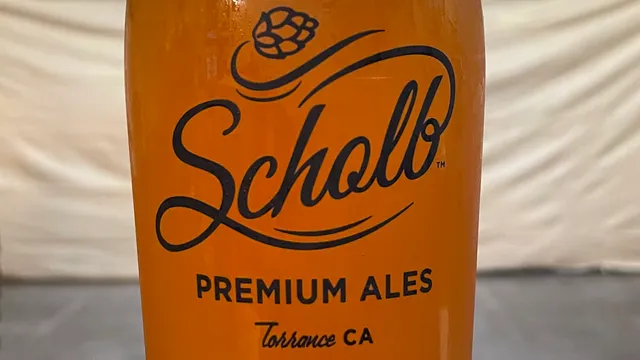 Scholb™
PREMIUM ALES
Torrance CA